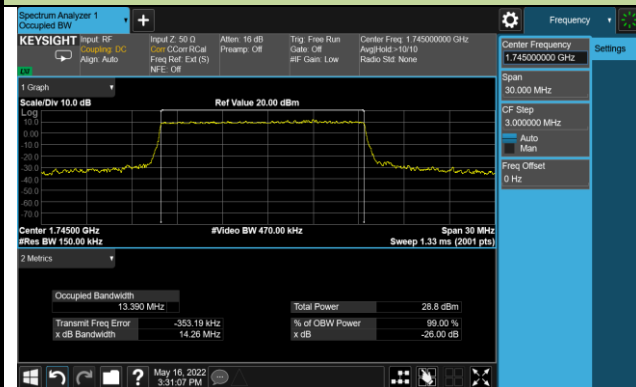 Spectrum Analyzer 1
Occupied BW
Frequency
KEYSIGHT
Input: RF
Coupling: DC
Align: Auto
Input Z: 50 Ω
Corr CCorr RCal
Freq Ref: Ext (S)
NFE: Off
Atten: 16 dB
Preamp: Off
Trig: Free Run
Gate: Off
#IF Gain: Low
Center Freq: 1.745000000 GHz
Avg|Hold:>10/10
Radio Std: None
Center Frequency
1.745000000 GHz
Settings
Span
30.000 MHz
CF Step
3.000000 MHz
Auto
Man
Freq Offset
0 Hz
1 Graph
Scale/Div 10.0 dB
Ref Value 20.00 dBm
Log
10.0
0.00
-10.0
-20.0
-30.0
-40.0
-50.0
-60.0
-70.0
Center 1.74500 GHz
#Video BW 470.00 kHz
Span 30 MHz
#Res BW 150.00 kHz
Sweep 1.33 ms (2001 pts)
2 Metrics
Occupied Bandwidth
13.390 MHz
Total Power
28.8 dBm
Transmit Freq Error
-353.19 kHz
% of OBW Power
99.00 %
x dB Bandwidth
14.26 MHz
x dB
-26.00 dB
?
May 16, 2022
3:31:07 PM